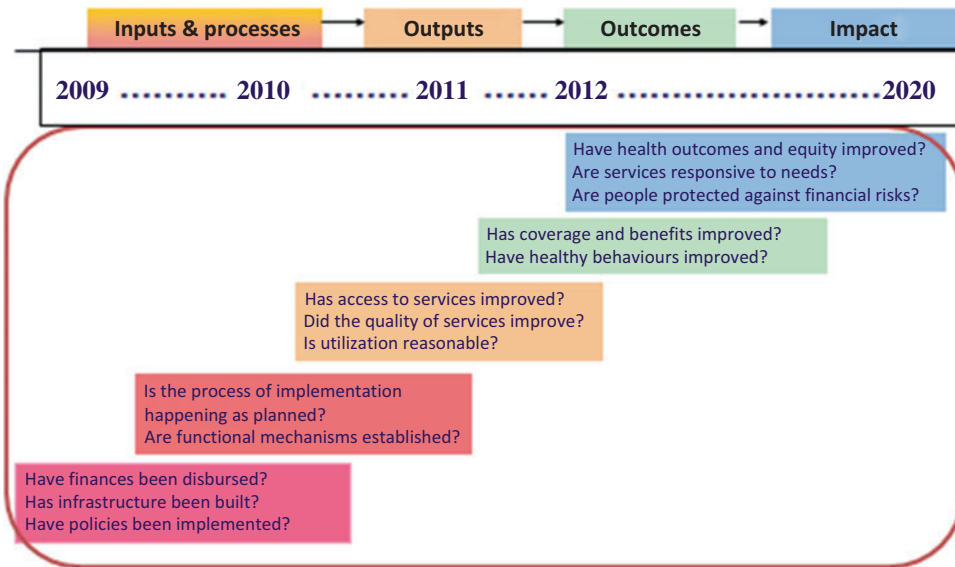 Inputs & processes
Outputs
Outcomes
Impact
2009 .......... 2010 ......... 2011 ...... 2012 ......................... 2020
Have health outcomes and equity improved?
Are services responsive to needs?
Are people protected against financial risks?
Has coverage and benefits improved?
Have healthy behaviours improved?
Has access to services improved?
Did the quality of services improve?
Is utilization reasonable?
Is the process of implementation
happening as planned?
Are functional mechanisms established?
Have finances been disbursed?
Has infrastructure been built?
Have policies been implemented?